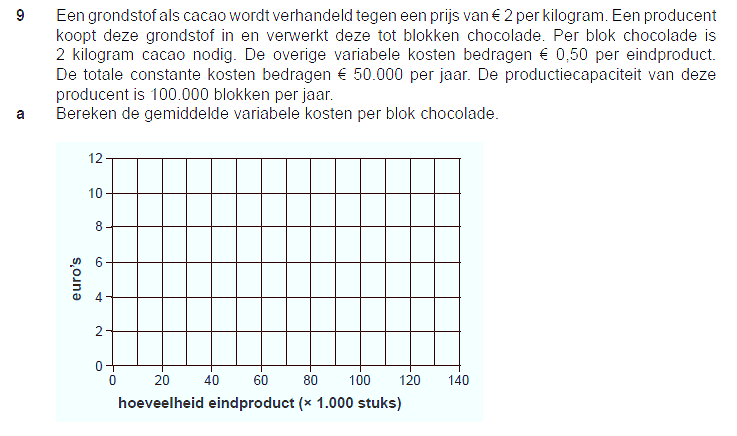 9 Een grondstof als cacao wordt verhandeld tegen een prijs van € 2 per kilogram. Een producent
koopt deze grondstof in en verwerkt deze tot blokken chocolade. Per blok chocolade is
2 kilogram cacao nodig. De overige variabele kosten bedragen € 0,50 per eindproduct.
De totale constante kosten bedragen € 50.000 per jaar. De productiecapaciteit van deze
producent is 100.000 blokken per jaar.
a Bereken de gemiddelde variabele kosten per blok chocolade.
12
10
8
6
4
2
0
euro's
0 20 40 60 80 100 120 140
hoeveelheid eindproduct (× 1.000 stuks)